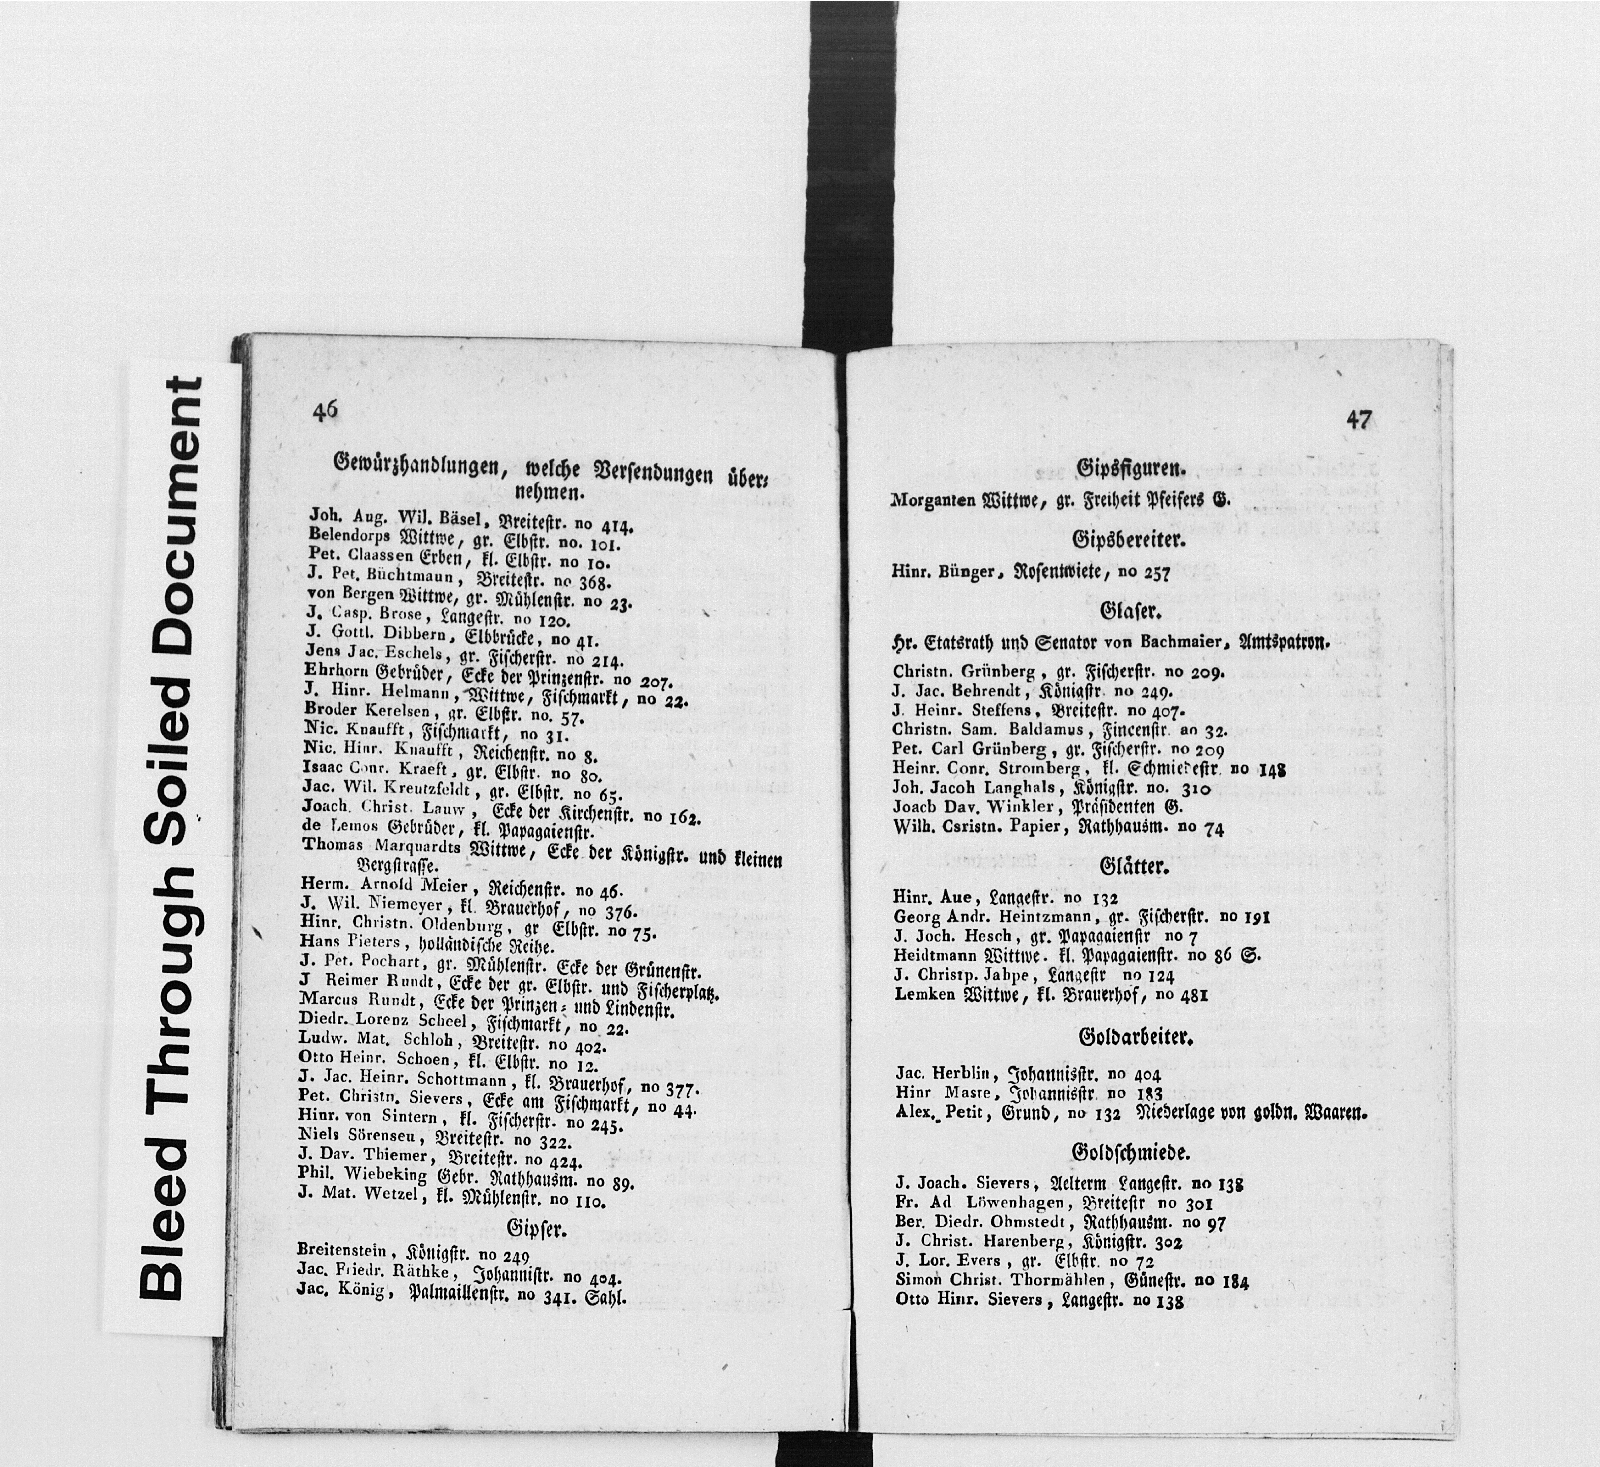 Bleed Through Soiled Document
46
Gewürzhandlungen, welche Versendungen über-
nehmen.
Joh. Aug. Wil. Bäsel, Breitestr. no 414.
Belendorps Wittwe, gr. Elbstr. no. 101.
Pet. Claassen Erben, kl. Elbstr. no 10.
J. Pet. Büchtmann, Breitestr. no 368.
von Bergen Wittwe, gr. Mühlenstr. no 23.
J. Casp. Brose, Langestr. no 120.
J. Gottl. Dibbern, Elbbrücke, no 41.
Jens Jac. Eschels, gr. Fischerstr. no 214.
Ehrhorn Gebrüder, Ecke der Prinzenstr. no 207.
J. Hinr. Helmann, Wittwe, Fischmarkt, no 22.
Broder Kerelsen, gr. Elbstr. no. 57.
Nic. Knaufft, Fischmarkt, no 31.
Nic. Hinr. Knaufft, Reichenstr. no 8.
Isaac Conr. Kraeft, gr. Elbstr. no 80.
Jac. Wil. Kreutzfeldt, gr. Elbstr. no 65.
Joach. Christ. Lauw, Ecke der Kirchenstr. no 162.
de Lemos Gebrüder, kl. Papagaienstr.
Thomas Marquardts Wittwe, Ecke der Königstr. und kleinen
Bergstrasse.
Herm. Arnold Meier, Reichenstr. no 46.
J. Wil. Niemeyer, kl. Brauerhof, no 376.
Hinr. Christn. Oldenburg, gr Elbstr. no 75.
Hans Pieters, holländische Reihe.
J. Pet. Pochart, gr. Mühlenstr. Ecke der Grünenstr.
J Reimer Rundt, Ecke der gr. Elbstr. und Fischerplatz.
Marcus Rundt, Ecke der Prinzen- und Lindenstr.
Diedr. Lorenz Scheel, Fischmarkt, no 22.
Ludw. Mat. Schloh, Breitestr. no 402.
Otto Heinr. Schoen, kl. Elbstr. no 12.
J. Jac. Heinr. Schottmann, kl. Brauerhof, no 377.
Pet. Christn. Sievers, Ecke am Fischmarkt, no 44.
Hinr. von Sintern, kl. Fischerstr. no 245.
Niels Sörensen, Breitestr. no 322.
J. Dav. Thiemer, Breitestr. no 424.
Phil. Wiebeking Gebr. Rathhausm. no 89.
J. Mat. Wetzel, kl. Mühlenstr. no 110.
Gipser.
Breitenstein, Königstr. no 249
Jac. Friedr. Räthke, Johannistr. no 404.
Jac. König, Palmaillenstr. no 341. Sahl.
47
Gipsfiguren.
Morganten Wittwe, gr. Freiheit Pfeifers G.
Gipsbereiter.
Hinr. Bünger, Rosentwiete, no 257
Glaser.
Hr. Etatsrath und Senator von Bachmaier, Amtspatron.
Christn. Grünberg, gr. Fischerstr. no 209.
J. Jac. Behrendt, Königstr. no 249.
J. Heinr. Steffens, Breitestr. no 407.
Christn. Sam. Baldamus, Fincenstr. an 32.
Pet. Carl Grünberg, gr. Fischerstr. no 209
Heinr. Conr. Stromberg, kl. Schmiedestr. no 148
Joh. Jacoh Langhals, Königstr. no. 310
Joacb Dav. Winkler, Präsidenten G.
Wilh. Csristn. Papier, Rathhausm. no 74
Glätter.
Hinr. Aue, Langestr. no 132
Georg Andr. Heintzmann, gr. Fischerstr. no 191
J. Joch. Hesch, gr. Papagaienstr no 7
Heidtmann Wittwe. kl. Papagaienstr. no 86 S.
J. Christp. Jahpe, Langestr no 124
Lemken Wittwe, kl. Brauerhof, no 481
Goldarbeiter.
Jac. Herblin, Johannisstr. no 404
Hinr Masre, Johannisstr. no 183
Alex. Petit, Grund, no 132 Niederlage von goldn. Waaren.
Goldschmiede.
J. Joach. Sievers, Aelterm Langestr. no 138
Fr. Ad Löwenhagen, Breitestr no 301
Ber. Diedr. Ohmstedt, Rathhausm. no 97
J. Christ. Harenberg, Königstr. 302
J. Lor. Evers, gr. Elbstr. no 72
Simon Christ. Thormählen, Günestr. no 184
Otto Hinr. Sievers, Langestr. no 138